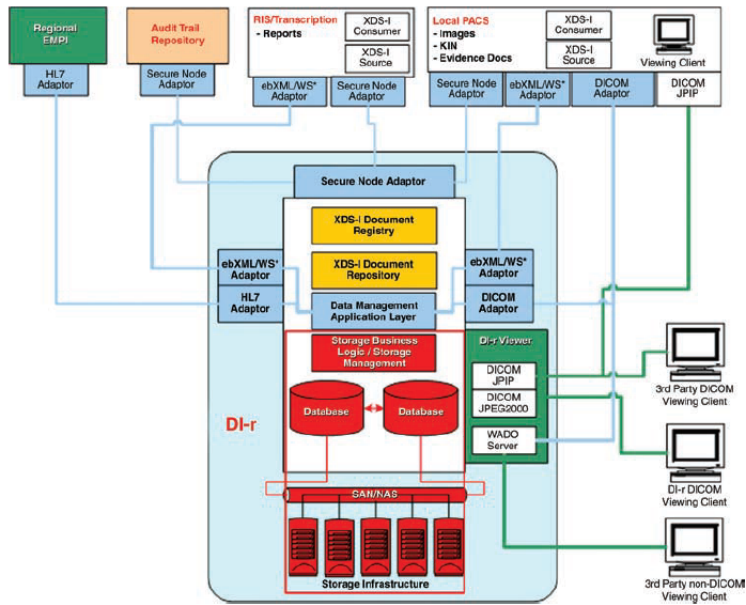 Regional
EMPI
HL7
Adaptor
Audit Trail
Repository
Secure Node
Adaptor
RIS/Transcription
- Reports
XDS-I
Consumer
XDS-I
Source
ebXML/WS*
Adaptor
Secure Node
Adaptor
Local PACS
- Images
- KIN
- Evidence Docs
XDS-I
Consumer
XDS-I
Source
Viewing Client
Secure Node
Adaptor
ebXML/WS*
Adaptor
DICOM
Adaptor
DICOM
JPIP
Secure Node Adaptor
XDS-I Document
Registry
XDS-I Document
Repository
ebXML/WS*
Adaptor
HL7
Adaptor
Data Management
Application Layer
ebXML/WS*
Adaptor
DICOM
Adaptor
Storage Business
Logic / Storage
Management
Database
Database
DI-r
DI-r Viewer
DICOM
JPIP
DICOM
JPEG2000
WADO
Server
SAN/NAS
Storage Infrastructure
3rd Party DICOM
Viewing Client
DI-r DICOM
Viewing Client
3rd Party non-DICOM
Viewing Client